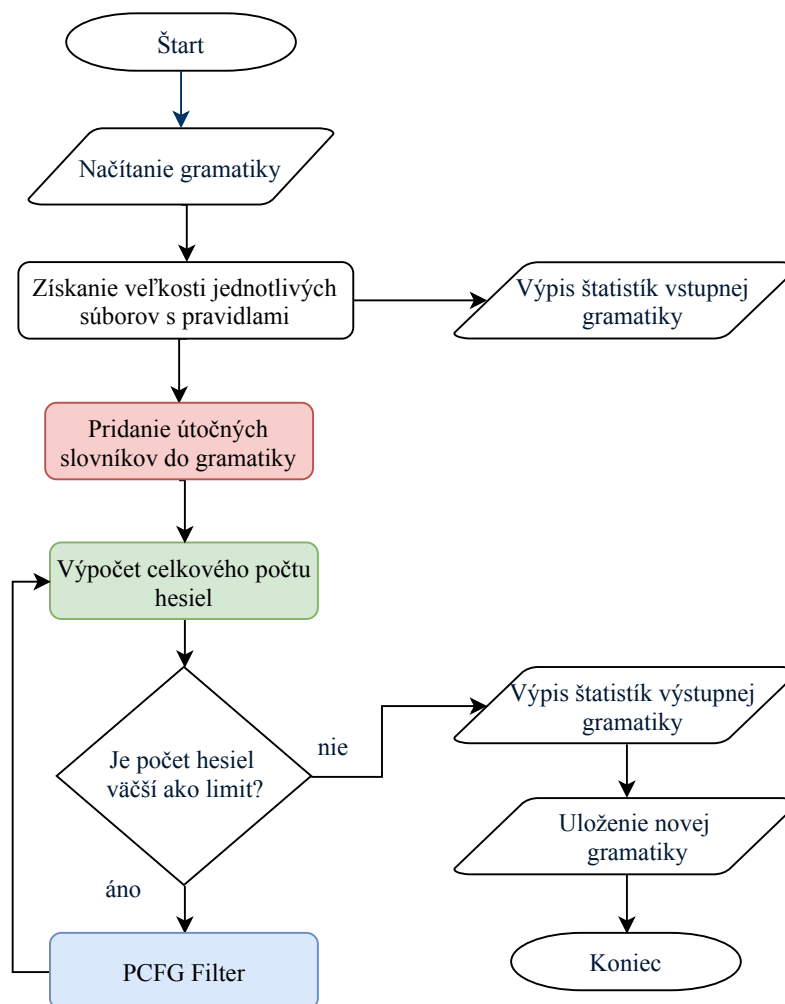 Štart
Načítanie gramatiky
Získanie veľkosti jednotlivých
súborov s pravidlami
Výpis štatistík vstupnej
gramatiky
Pridanie útočných
slovníkov do gramatiky
Výpočet celkového počtu
hesiel
Je počet hesiel
väčší ako limit?
nie
Výpis štatistík výstupnej
gramatiky
Uloženie novej
gramatiky
áno
PCFG Filter
Koniec